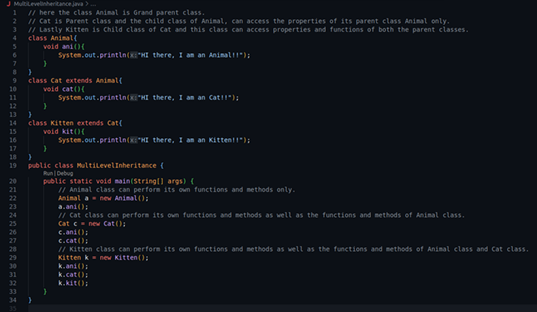 MultiLevelInheritance.java > ...
1 // here the class Animal is Grand parent class.
2 // Cat is Parent class and the child class of Animal, can access the properties of its parent class Animal only.
3 // Lastly Kitten is Child class of Cat and this class can access properties and functions of both the parent classes.
4 class Animal{
5 void ani(){
6 System.out.println(x:"HI there, I am an Animal!!");
7 }
8 }
9 class Cat extends Animal{
10 void cat(){
11 System.out.println(x:"HI there, I am an Cat!!");
12 }
13 }
14 class Kitten extends Cat{
15 void kit(){
16 System.out.println(x:"HI there, I am an Kitten!!");
17 }
18 }
19 public class MultiLevelInheritance {
Run | Debug
20 public static void main(String[] args) {
21 // Animal class can perform its own functions and methods only.
22 Animal a = new Animal();
23 a.ani();
24 // Cat class can perform its own functions and methods as well as the functions and methods of Animal class.
25 Cat c = new Cat();
26 c.ani();
27 c.cat();
28 // Kitten class can perform its own functions and methods as well as the functions and methods of Animal class and Cat class.
29 Kitten k = new Kitten();
30 k.ani();
31 k.cat();
32 k.kit();
33 }
34 }
35